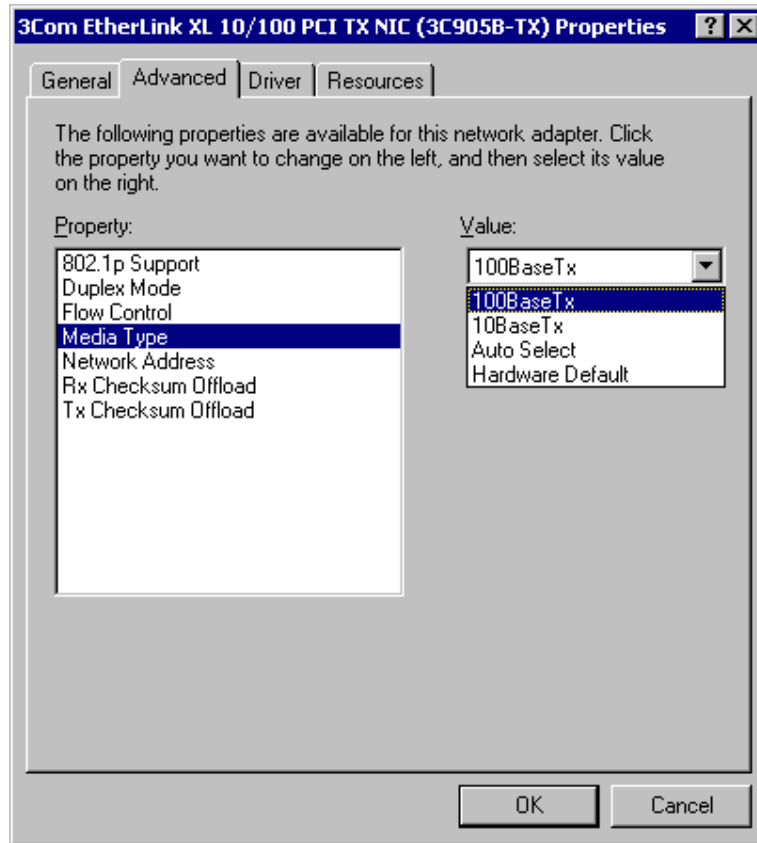 3Com EtherLink XL 10/100 PCI TX NIC (3C905B-TX) Properties
General Advanced Driver Resources
The following properties are available for this network adapter. Click
the property you want to change on the left, and then select its value
on the right.
Property:
802.1p Support
Duplex Mode
Flow Control
Media Type
Network Address
Rx Checksum Offload
Tx Checksum Offload
Value:
100BaseTx
100BaseTx
10BaseTx
Auto Select
Hardware Default
OK Cancel